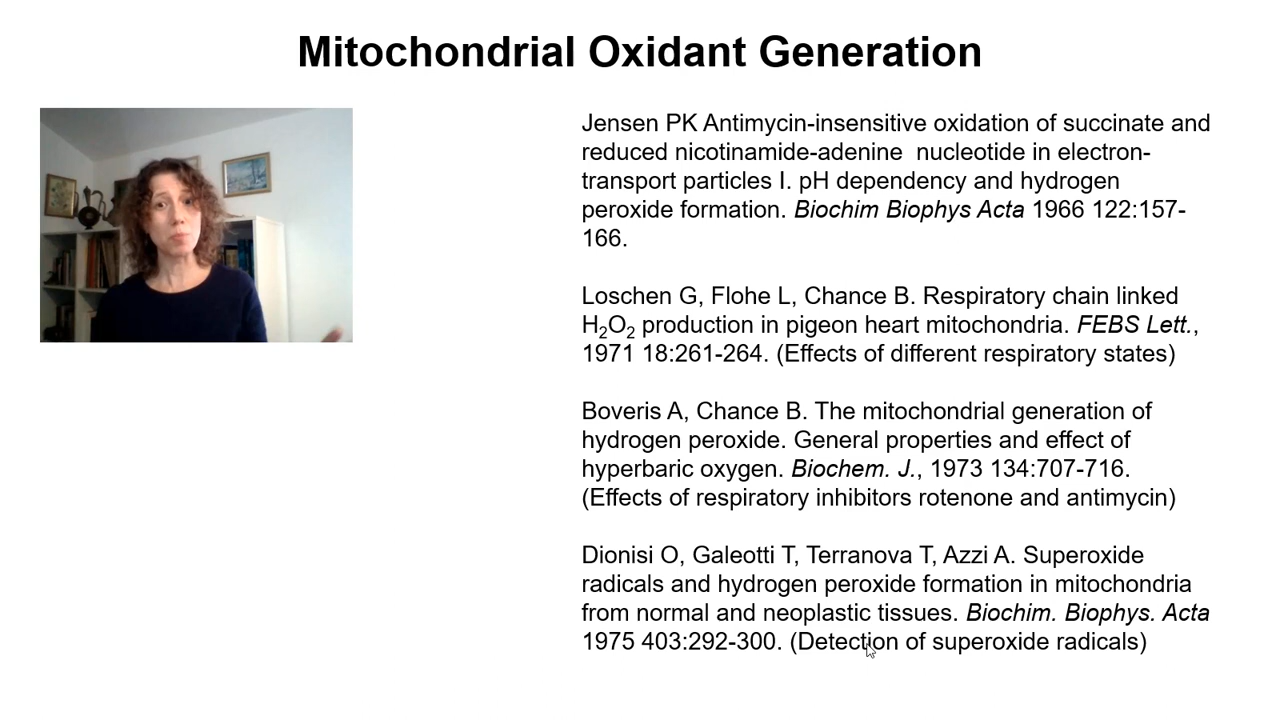 Mitochondrial Oxidant Generation
Jensen PK Antimycin-insensitive oxidation of succinate and
reduced nicotinamide-adenine  nucleotide in electron-
transport particles I. pH dependency and hydrogen
peroxide formation. Biochim Biophys Acta 1966 122:157-
166.
Loschen G, Flohe L, Chance B. Respiratory chain linked
H₂O₂ production in pigeon heart mitochondria. FEBS Lett.,
1971 18:261-264. (Effects of different respiratory states)
Boveris A, Chance B. The mitochondrial generation of
hydrogen peroxide. General properties and effect of
hyperbaric oxygen. Biochem. J., 1973 134:707-716.
(Effects of respiratory inhibitors rotenone and antimycin)
Dionisi O, Galeotti T, Terranova T, Azzi A. Superoxide
radicals and hydrogen peroxide formation in mitochondria
from normal and neoplastic tissues. Biochim. Biophys. Acta
1975 403:292-300. (Detection of superoxide radicals)